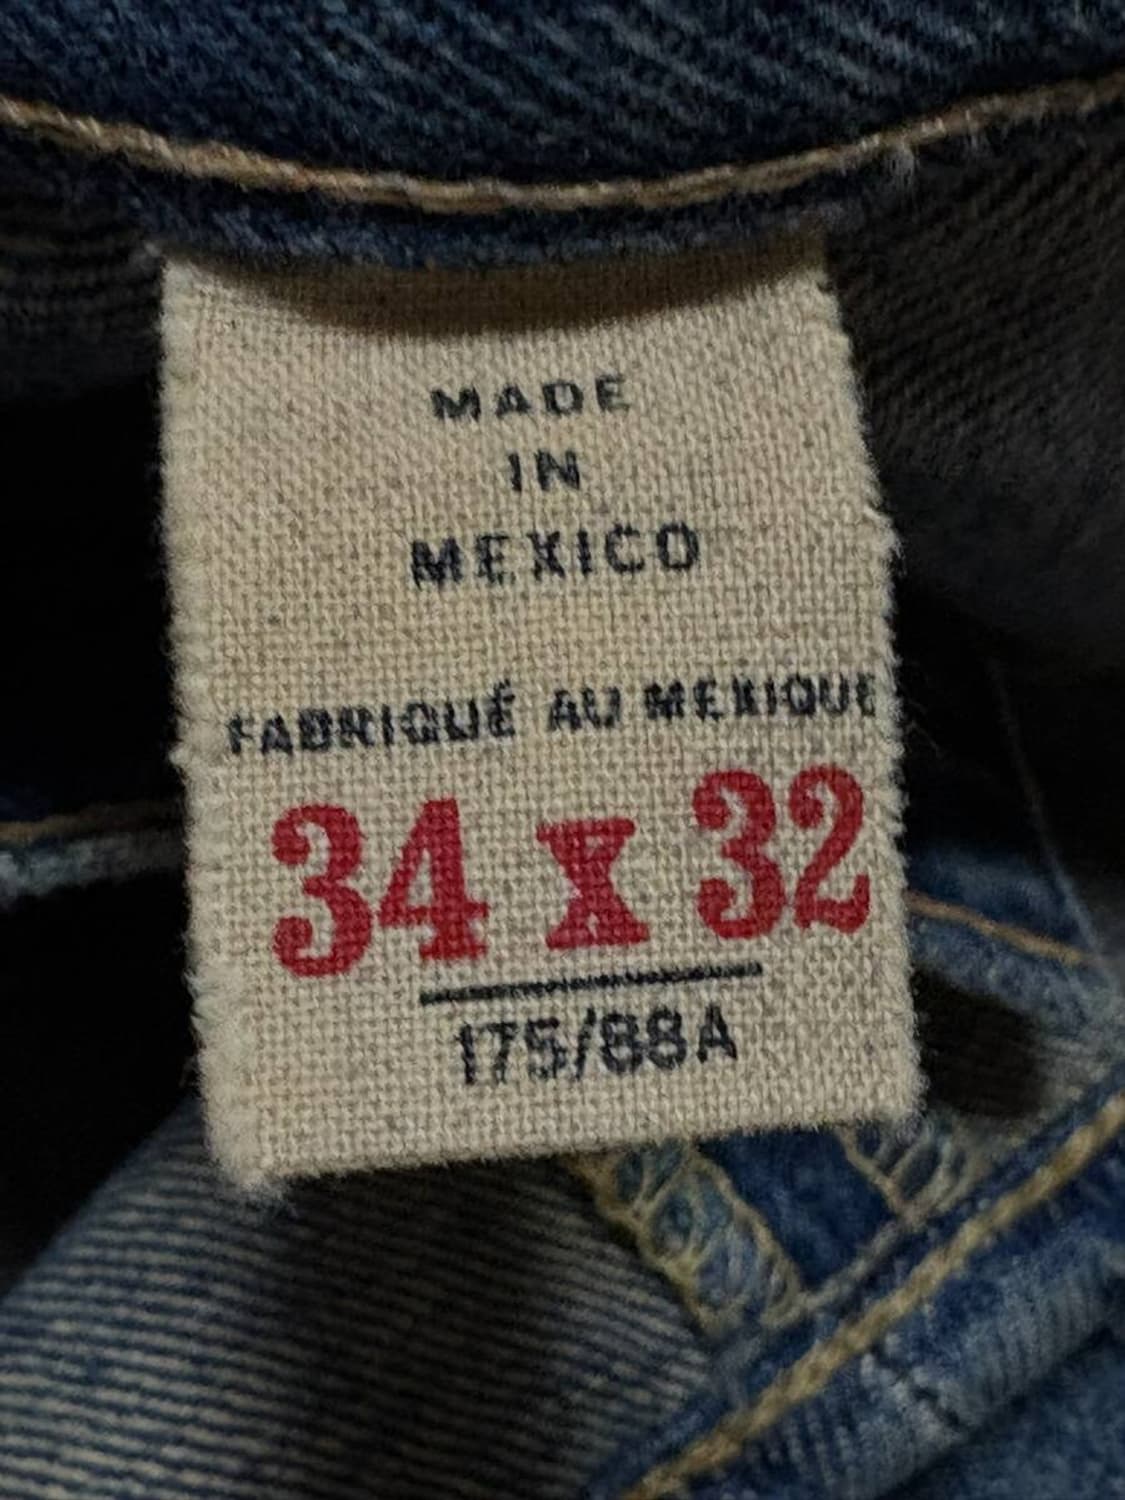 MADE
IN
MEXICO
FABRIQUÉ AU MEXIQUE
34 X 32
175/88A